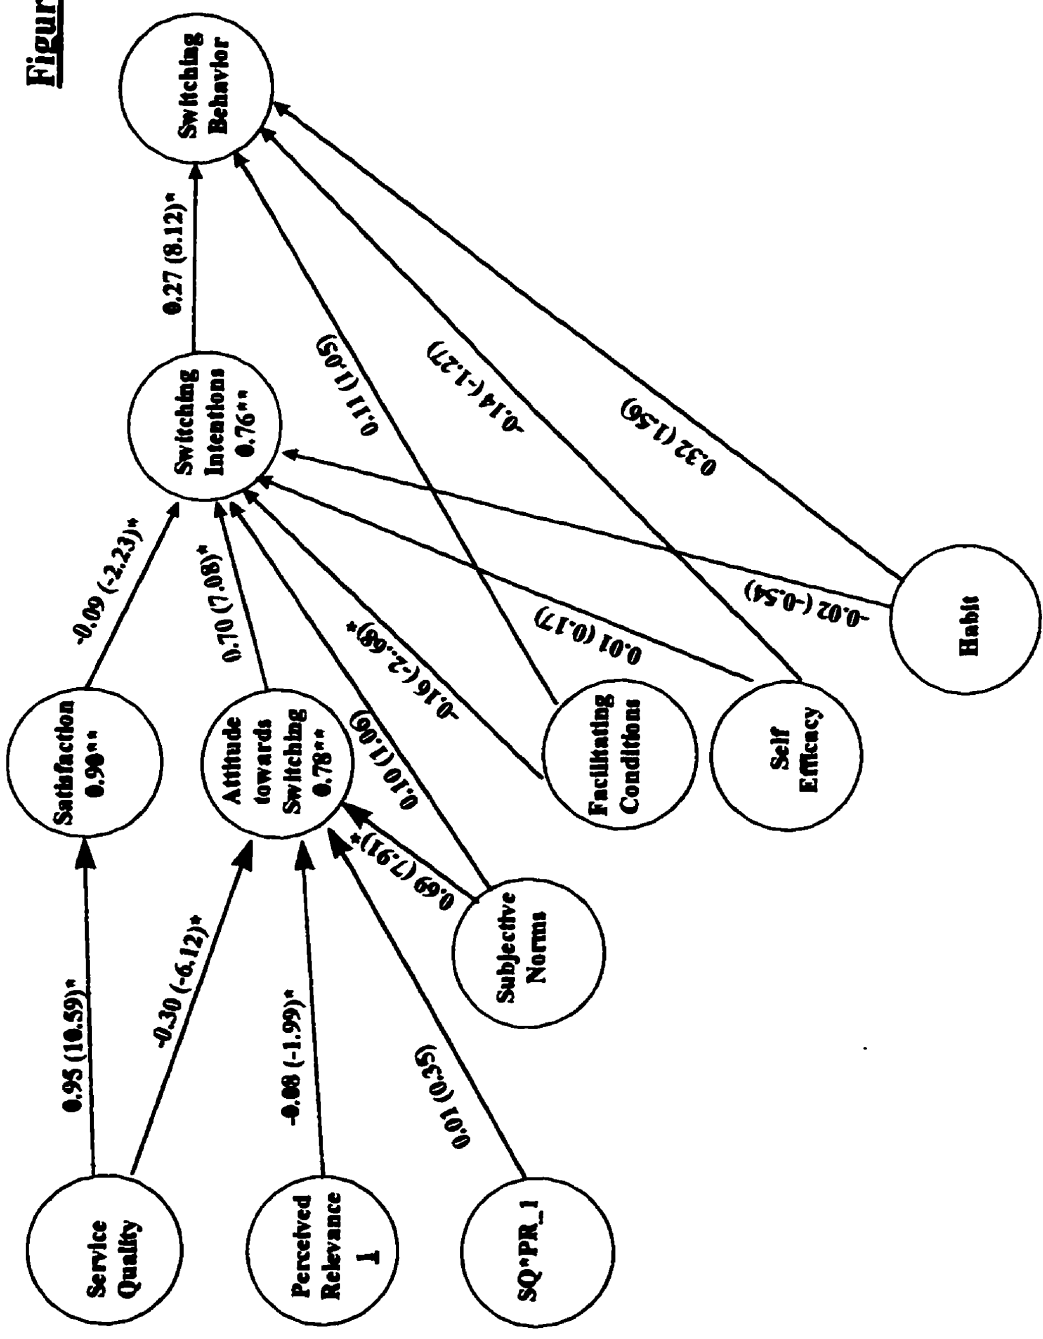 Figur
Service
Quality
Perceived
Relevance
1
SQ*PR_1
0.95 (10.59)*
-0.30 (-6.12)*
-0.08 (-1.99)*
0.01 (0.35)
Subjective
Norms
0.69 (7.91)*
0.10 (1.06)
Satisfaction
0.90**
Attitude
towards
Switching
0.78**
Facilitating
Conditions
Self
Efficacy
Habit
-0.09 (-2.23)*
0.70 (7.08)*
-0.16 (-2..68)*
0.01 (0.17)
-0.02 (-0.54)
Switching
Intentions
0.76**
0.27 (8.12)*
0.11 (1.05)
-0.14 (-1.27)
0.32 (1.56)
Switching
Behavior